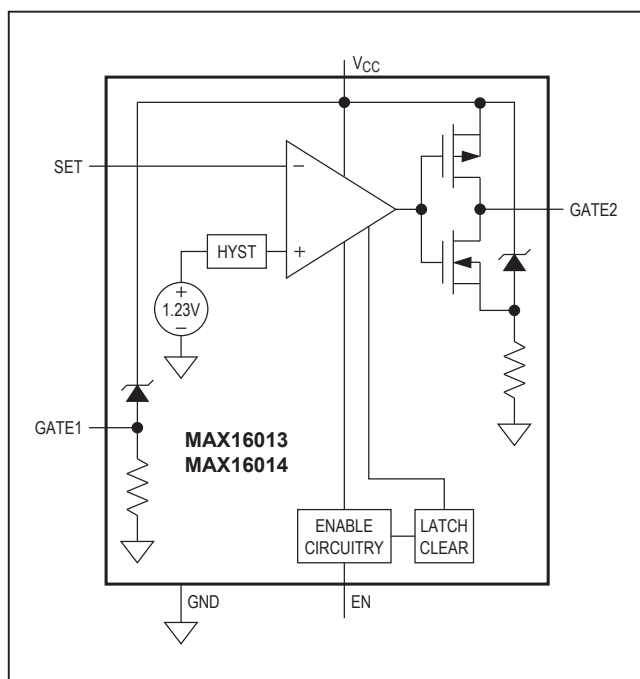 VCC
SET
−
GATE2
HYST
+
+
1.23V
−
GATE1
MAX16013
MAX16014
ENABLE
CIRCUITRY
LATCH
CLEAR
GND
EN